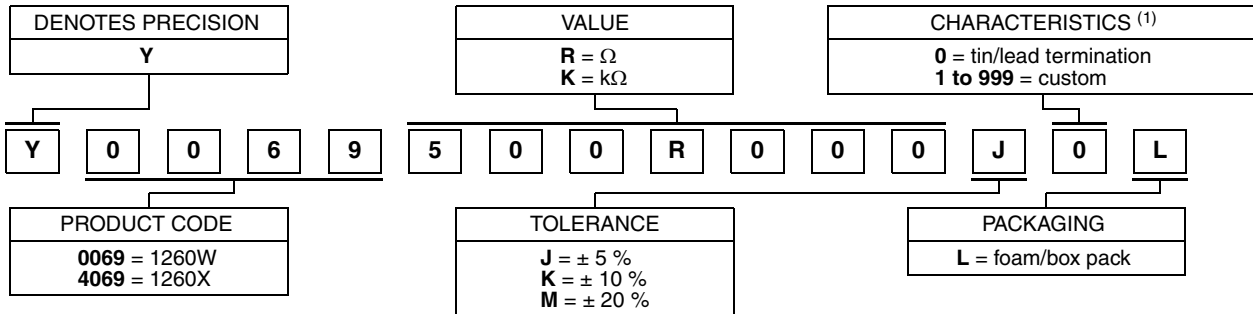 DENOTES PRECISION
Y
VALUE
R = Ω
K = kΩ
CHARACTERISTICS (1)
0 = tin/lead termination
1 to 999 = custom
Y 0 0 6 9 5 0 0 R 0 0 0 J 0 L
PRODUCT CODE
0069 = 1260W
4069 = 1260X
TOLERANCE
J = ± 5 %
K = ± 10 %
M = ± 20 %
PACKAGING
L = foam/box pack